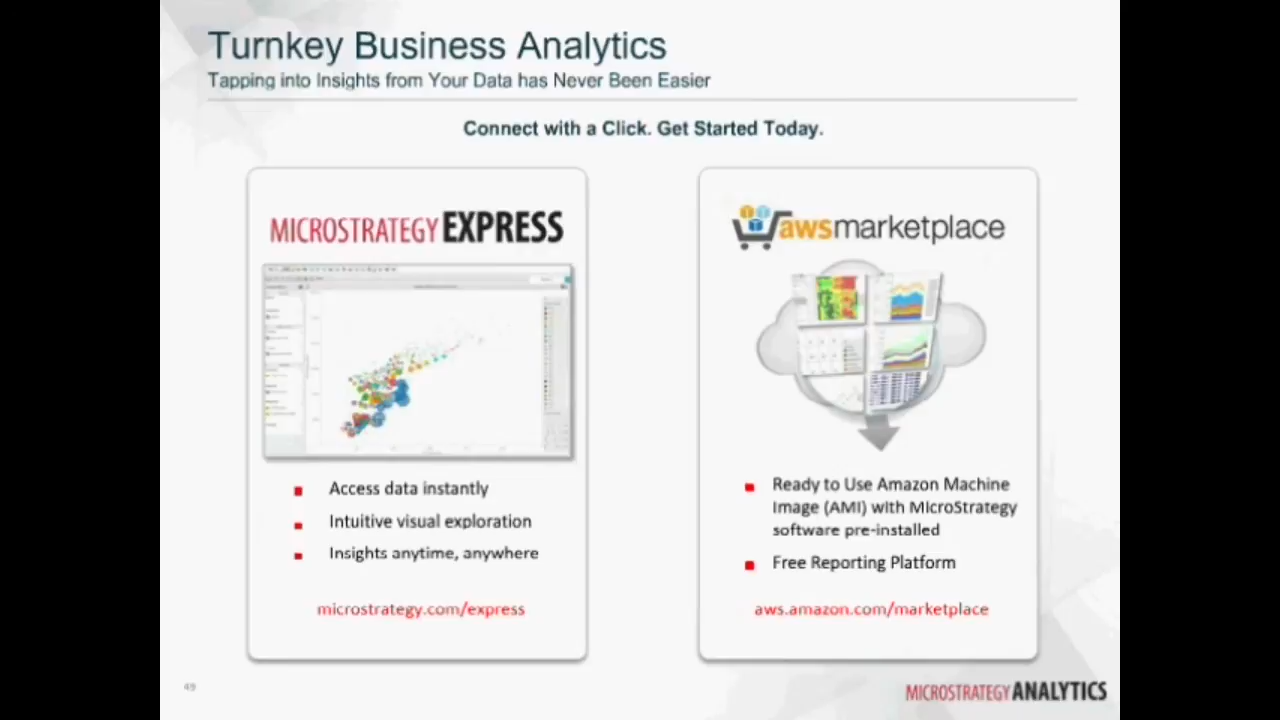 Turnkey Business Analytics
Tapping into Insights from Your Data has Never Been Easier
Connect with a Click. Get Started Today.
MICROSTRATEGY EXPRESS
Access data instantly
Intuitive visual exploration
Insights anytime, anywhere
microstrategy.com/express
awsmarketplace
Ready to Use Amazon Machine
Image (AMI) with MicroStrategy
software pre-installed
Free Reporting Platform
aws.amazon.com/marketplace
49
MICROSTRATEGY ANALYTICS